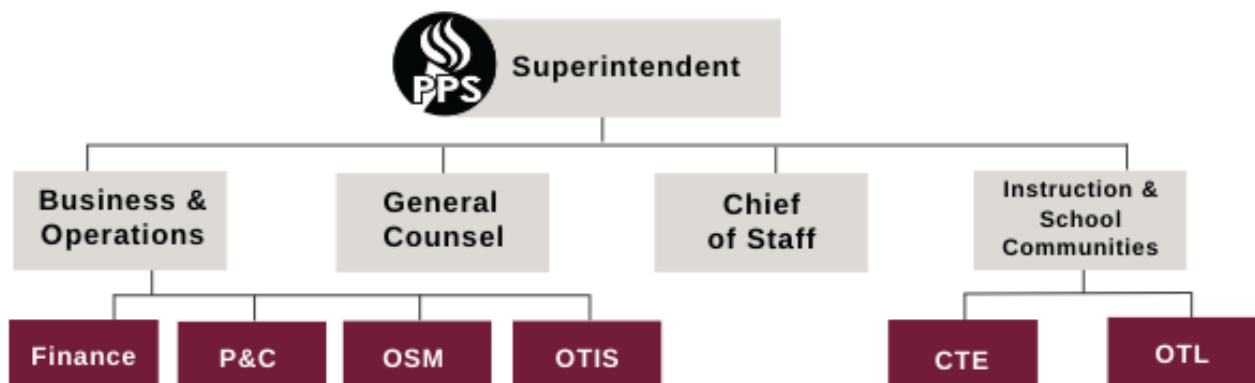 PPS
Superintendent
Business &
Operations
General
Counsel
Chief
of Staff
Instruction &
School
Communities
Finance
P&C
OSM
OTIS
CTE
OTL